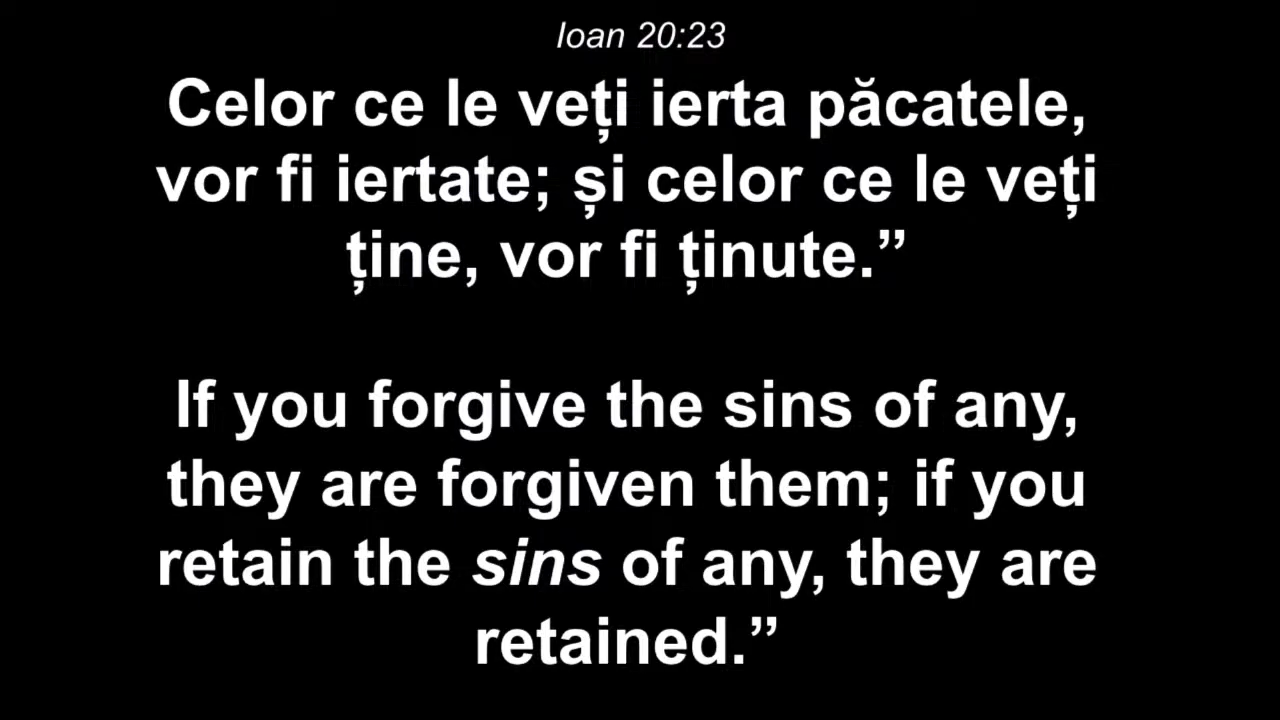 Ioan 20:23
Celor ce le veți ierta păcatele,
vor fi iertate; și celor ce le veți
ține, vor fi ținute.”
If you forgive the sins of any,
they are forgiven them; if you
retain the sins of any, they are
retained.”